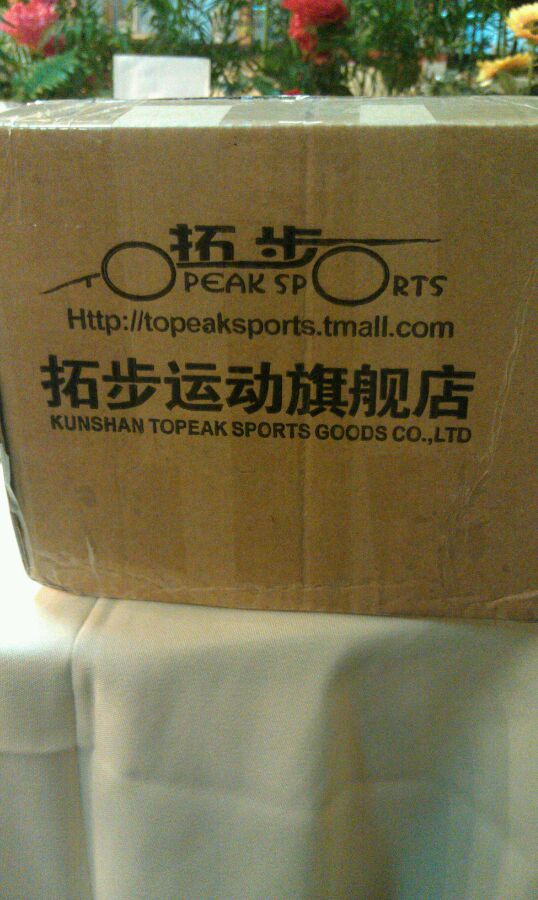 拓步
TOPEAK SPORTS
Http://topeaksports.tmall.com
拓步运动旗舰店
KUNSHAN TOPEAK SPORTS GOODS CO.,LTD